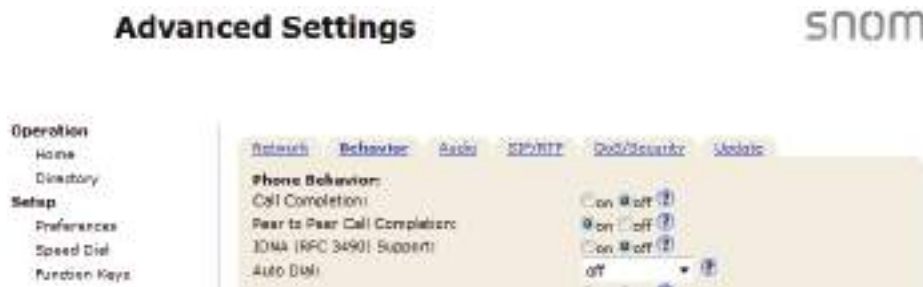 Advanced Settings
snom
Operation
Home
Directory
Setup
Preferences
Speed Dial
Function Keys
Network Behavior Audio SIP/RTP QoS/Security Update
Phone Behavior:
Call Completion: on off ?
Peer to Peer Call Completion: on off ?
IDNA (RFC 3490) Support: on off ?
Auto Dial: off ?